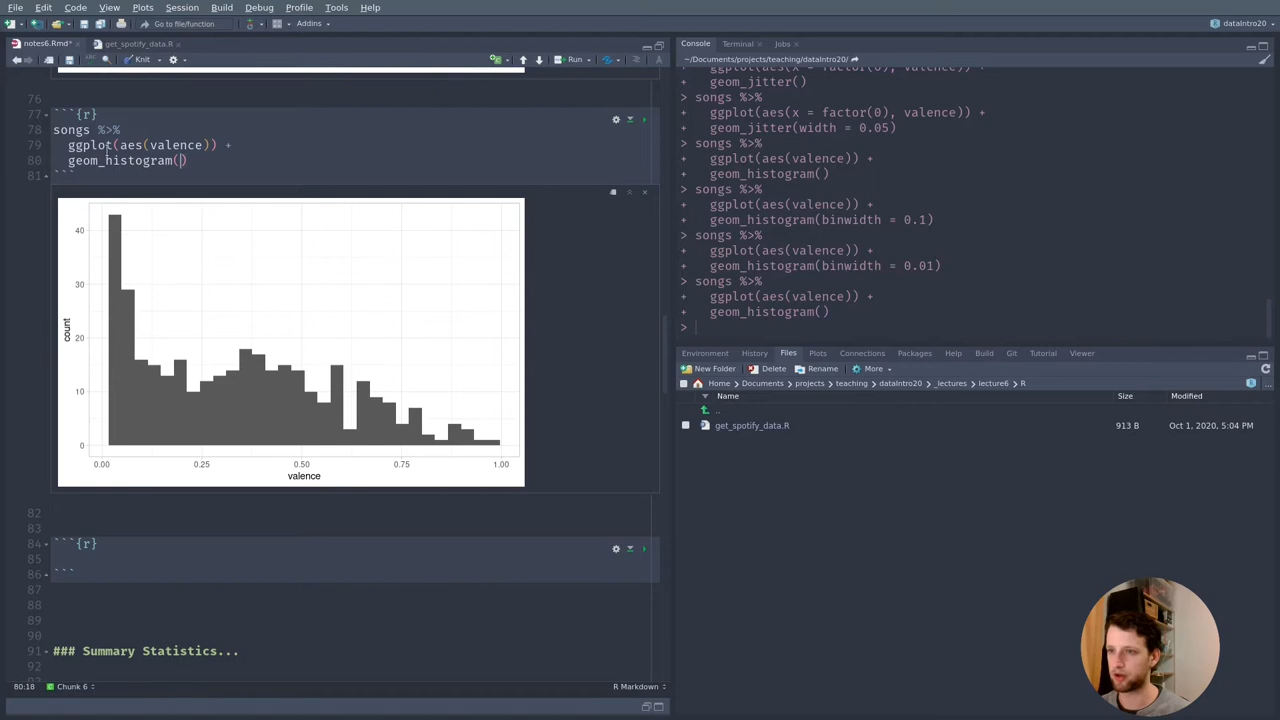 File Edit Code View Plots Session Build Debug Profile Tools Help
Go to file/function Addins dataIntro20
notes6.Rmd* × get_spotify_data.R ×
Knit Run
76
77 ```{r}
78 songs %>%
79 ggplot(aes(valence)) +
80 geom_histogram()
81 ```
40
30
20
10
0
count
0.00 0.25 0.50 0.75 1.00
valence
82
83
84 ```{r}
85
86 ```
87
88
89
90
91 ### Summary Statistics...
92
80:18 Chunk 6 R Markdown
Console Terminal × Jobs ×
~/Documents/projects/teaching/dataIntro20/
+ ggplot(aes(x = factor(0), valence)) +
+ geom_jitter()
> songs %>%
+ ggplot(aes(x = factor(0), valence)) +
+ geom_jitter(width = 0.05)
> songs %>%
+ ggplot(aes(valence)) +
+ geom_histogram()
> songs %>%
+ ggplot(aes(valence)) +
+ geom_histogram(binwidth = 0.1)
> songs %>%
+ ggplot(aes(valence)) +
+ geom_histogram(binwidth = 0.01)
> songs %>%
+ ggplot(aes(valence)) +
+ geom_histogram()
>
Environment History Files Plots Connections Packages Help Build Git Tutorial Viewer
New Folder Delete Rename More
Home Documents projects teaching dataIntro20 _lectures lecture6 R ...
Name Size Modified
..
get_spotify_data.R 913 B Oct 1, 2020, 5:04 PM